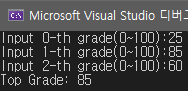 Microsoft Visual Studio 디버그
Input 0-th grade(0~100):25
Input 1-th grade(0~100):85
Input 2-th grade(0~100):60
Top Grade: 85